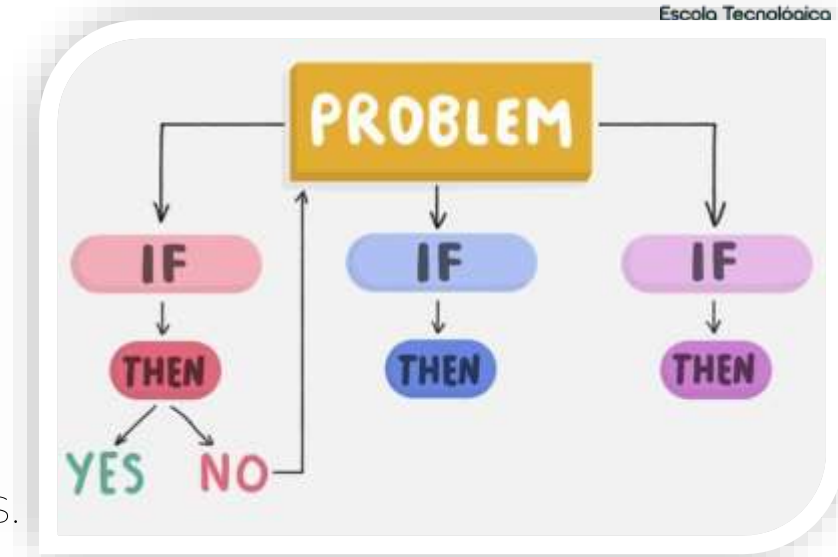 Escola Tecnológica
PROBLEM
IF IF IF
THEN THEN THEN
YES NO
s.